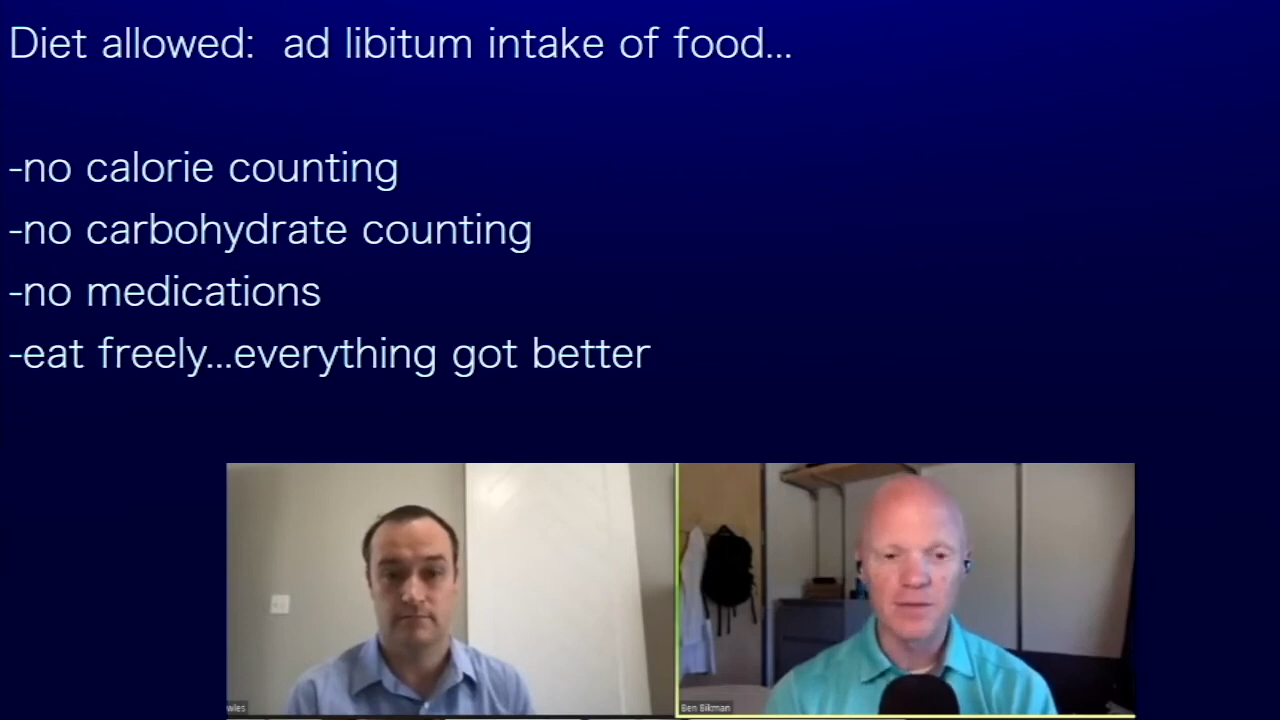 Diet allowed:  ad libitum intake of food...
-no calorie counting
-no carbohydrate counting
-no medications
-eat freely...everything got better
wles
Ben Bikman